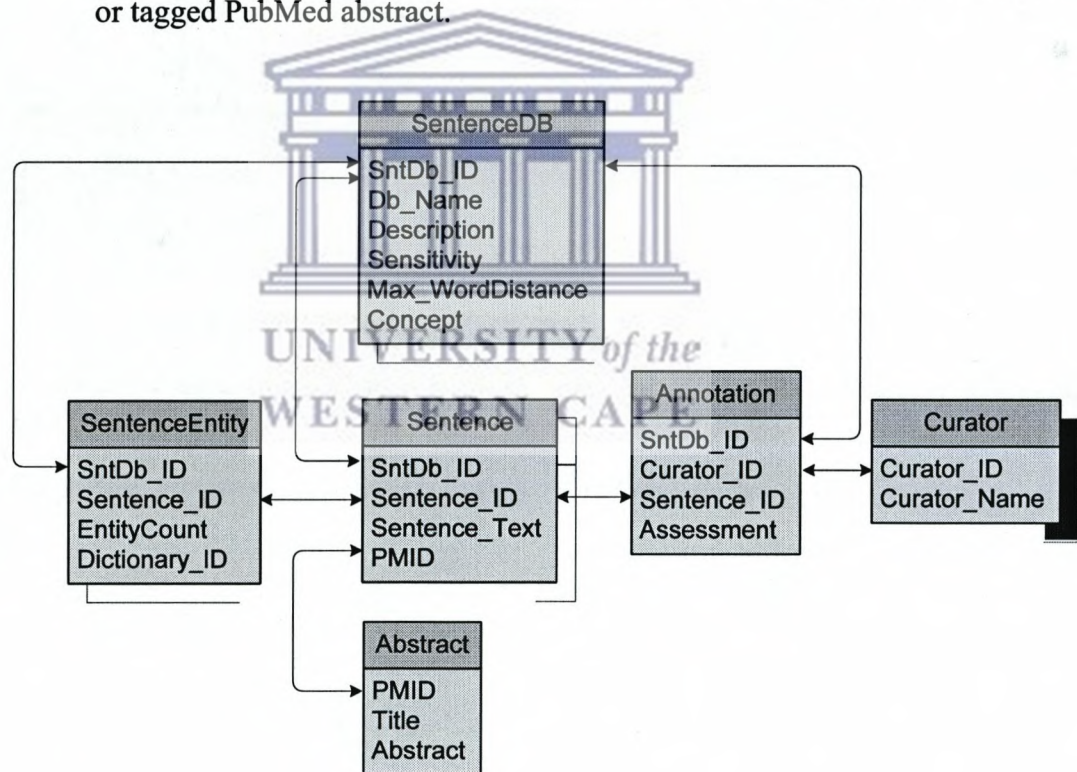 or tagged PubMed abstract.
SentenceDB
SntDb_ID
Db_Name
Description
Sensitivity
Max_WordDistance
Concept
UNIVERSITY of the
WESTERN CAPE
SentenceEntity
SntDb_ID
Sentence_ID
EntityCount
Dictionary_ID
Sentence
SntDb_ID
Sentence_ID
Sentence_Text
PMID
Annotation
SntDb_ID
Curator_ID
Sentence_ID
Assessment
Curator
Curator_ID
Curator_Name
Abstract
PMID
Title
Abstract